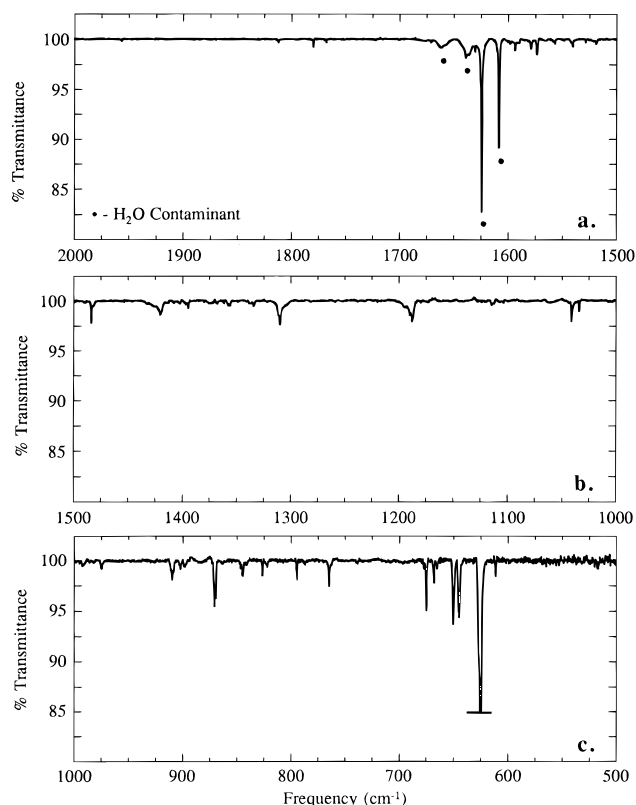 100
95
90
85
% Transmittance
• - H₂O Contaminant
a.
2000 1900 1800 1700 1600 1500
100
95
90
85
% Transmittance
b.
1500 1400 1300 1200 1100 1000
100
95
90
85
% Transmittance
c.
1000 900 800 700 600 500
Frequency (cm⁻¹)